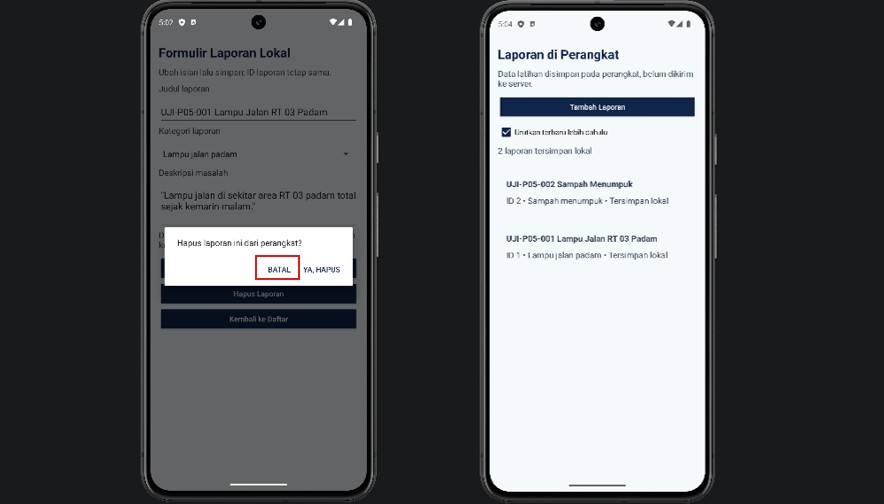 5:02
Formulir Laporan Lokal
Ubah isian lalu simpan; ID laporan tetap sama.
Judul laporan
UJI-P05-001 Lampu Jalan RT 03 Padam
Kategori laporan
Lampu jalan padam
Deskripsi masalah
"Lampu jalan di sekitar area RT 03 padam total
sejak kemarin malam."
Hapus laporan ini dari perangkat?
BATAL YA, HAPUS
Hapus Laporan
Kembali ke Daftar
5:04
Laporan di Perangkat
Data latihan disimpan pada perangkat, belum dikirim
ke server.
Tambah Laporan
Urutkan terbaru lebih dahulu
2 laporan tersimpan lokal
UJI-P05-002 Sampah Menumpuk
ID 2 • Sampah menumpuk • Tersimpan lokal
UJI-P05-001 Lampu Jalan RT 03 Padam
ID 1 • Lampu jalan padam • Tersimpan lokal